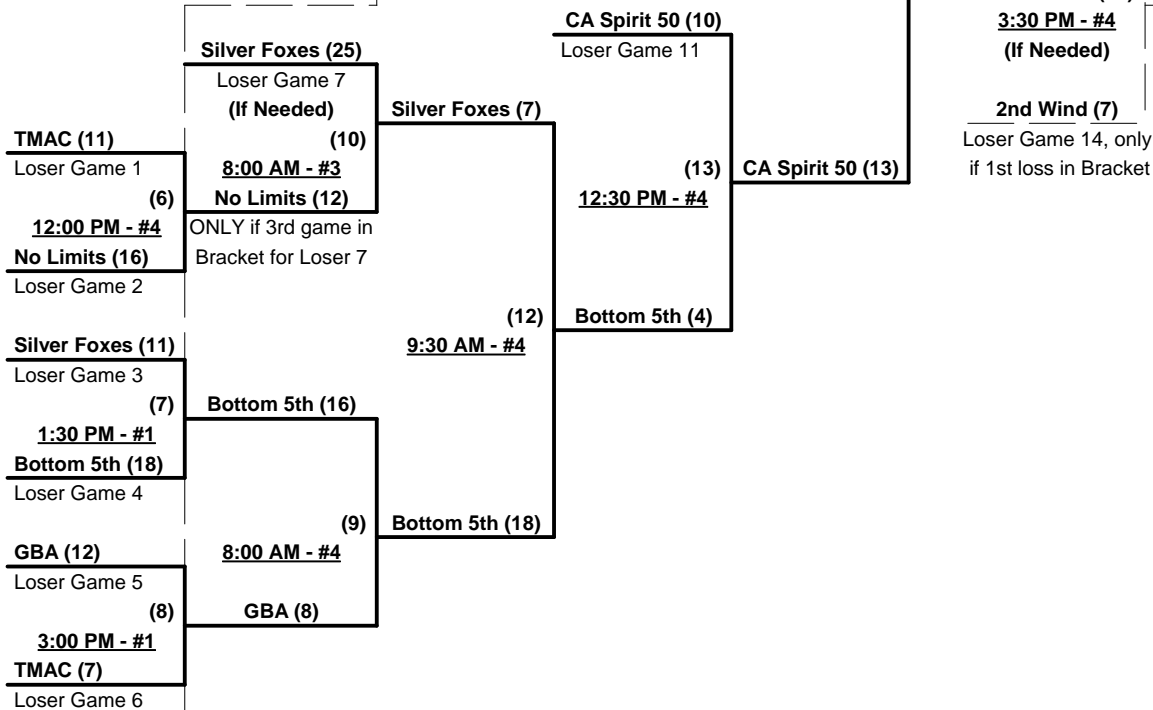 CA Spirit 50 (10)
Loser Game 11
3:30 PM - #4
(If Needed)
2nd Wind (7)
Loser Game 14, only
if 1st loss in Bracket
Silver Foxes (25)
Loser Game 7
(If Needed)
(10)
8:00 AM - #3
No Limits (12)
ONLY if 3rd game in
Bracket for Loser 7
Silver Foxes (7)
TMAC (11)
Loser Game 1
(6)
12:00 PM - #4
No Limits (16)
Loser Game 2
(13)
12:30 PM - #4
CA Spirit 50 (13)
(12)
9:30 AM - #4
Bottom 5th (4)
Silver Foxes (11)
Loser Game 3
(7)
1:30 PM - #1
Bottom 5th (18)
Loser Game 4
Bottom 5th (16)
(9)
8:00 AM - #4
Bottom 5th (18)
GBA (12)
Loser Game 5
(8)
3:00 PM - #1
TMAC (7)
Loser Game 6
GBA (8)